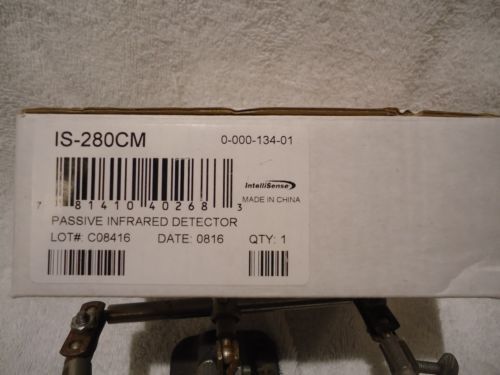 IS-280CM
0-000-134-01
7 81410 40268 3
IntelliSense
MADE IN CHINA
PASSIVE INFRARED DETECTOR
LOT#: C08416 DATE: 0816 QTY: 1